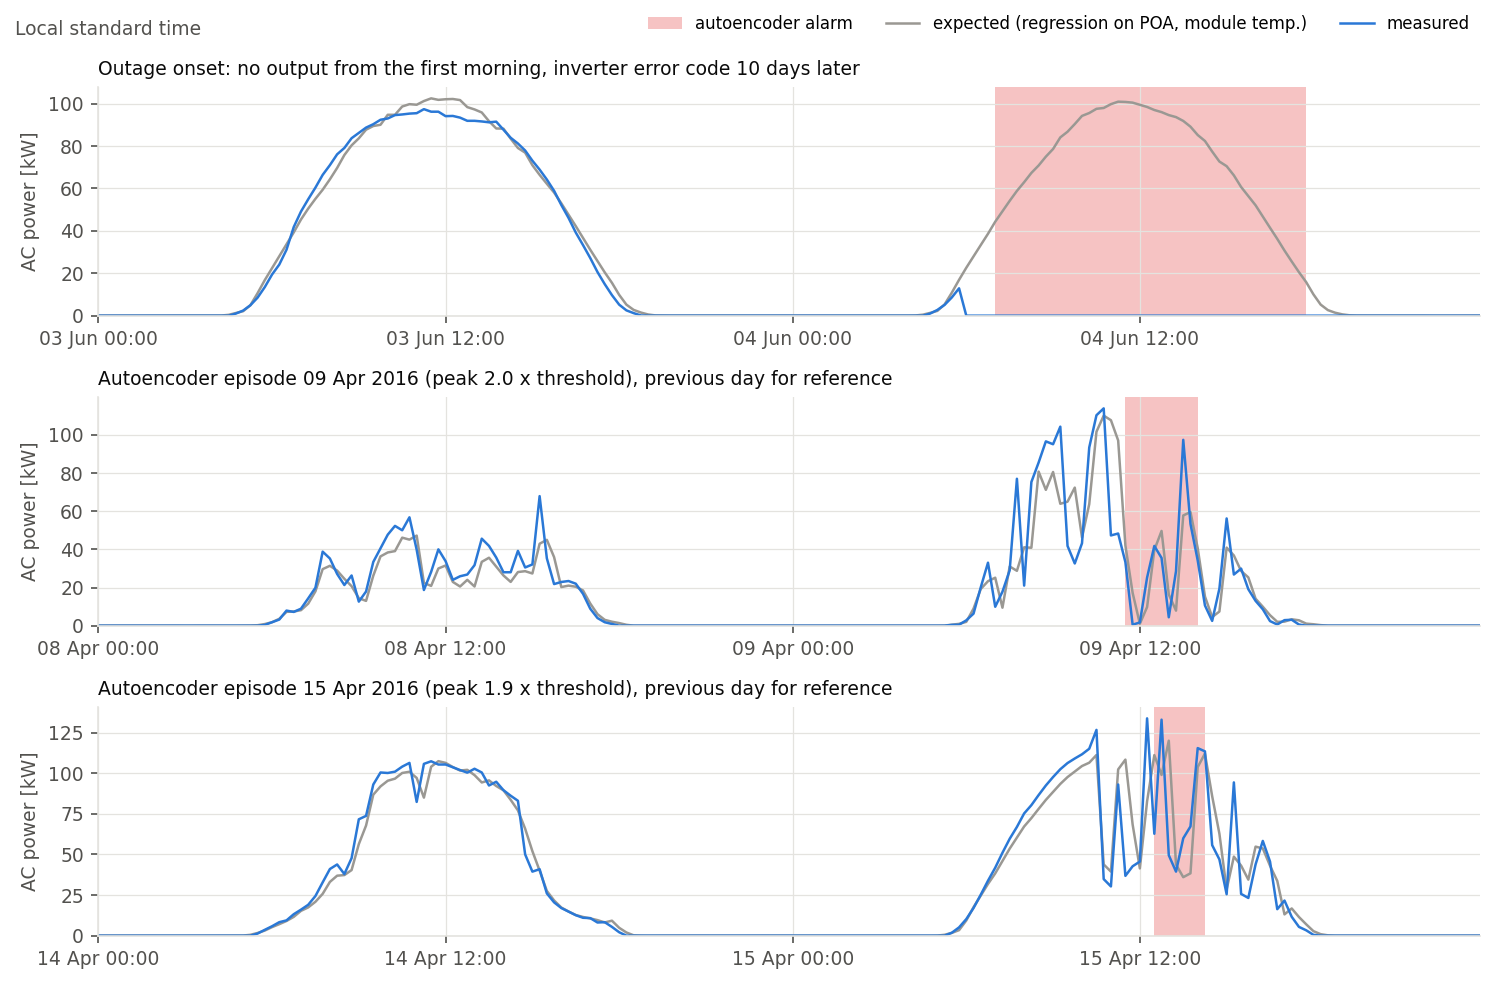 Local standard time
autoencoder alarm
expected (regression on POA, module temp.)
measured
Outage onset: no output from the first morning, inverter error code 10 days later
AC power [kW]
100
80
60
40
20
0
03 Jun 00:00
03 Jun 12:00
04 Jun 00:00
04 Jun 12:00
Autoencoder episode 09 Apr 2016 (peak 2.0 x threshold), previous day for reference
AC power [kW]
100
80
60
40
20
0
08 Apr 00:00
08 Apr 12:00
09 Apr 00:00
09 Apr 12:00
Autoencoder episode 15 Apr 2016 (peak 1.9 x threshold), previous day for reference
AC power [kW]
125
100
75
50
25
0
14 Apr 00:00
14 Apr 12:00
15 Apr 00:00
15 Apr 12:00